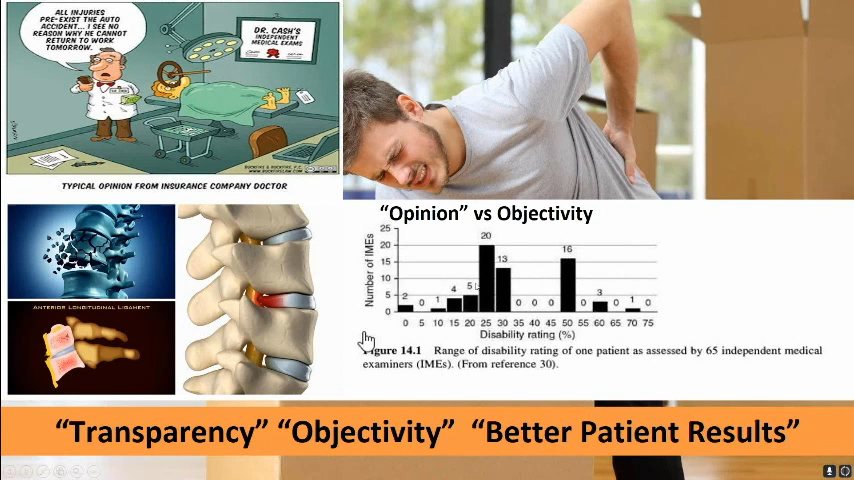 ALL INJURIES
PRE-EXIST THE AUTO
ACCIDENT... I SEE NO
REASON WHY HE CANNOT
RETURN TO WORK
TOMORROW.
DR. CASH'S
INDEPENDENT
MEDICAL EXAMS
TYPICAL OPINION FROM INSURANCE COMPANY DOCTOR
ANTERIOR LONGITUDINAL LIGAMENT
“Opinion” vs Objectivity
Number of IMEs
25
20
15
10
5
0
2 0 1 4 5 20 13 0 0 0 16 0 3 0 1 0
0 5 10 15 20 25 30 35 40 45 50 55 60 65 70 75
Disability rating (%)
Figure 14.1 Range of disability rating of one patient as assessed by 65 independent medical
examiners (IMEs). (From reference 30).
“Transparency” “Objectivity” “Better Patient Results”